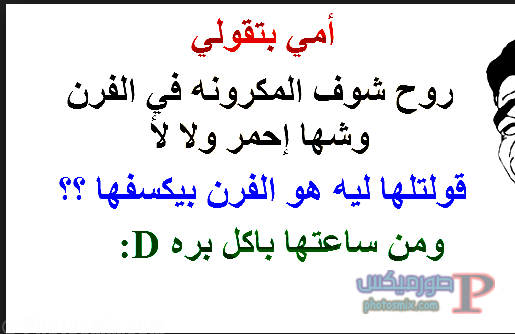 أمي بتقولي
روح شوف المكرونه في الفرن
وشها إحمر ولا لأ
قولتلها ليه هو الفرن بيكسفها ؟؟
ومن ساعتها باكل بره D:
صورميكس
photosmix.com